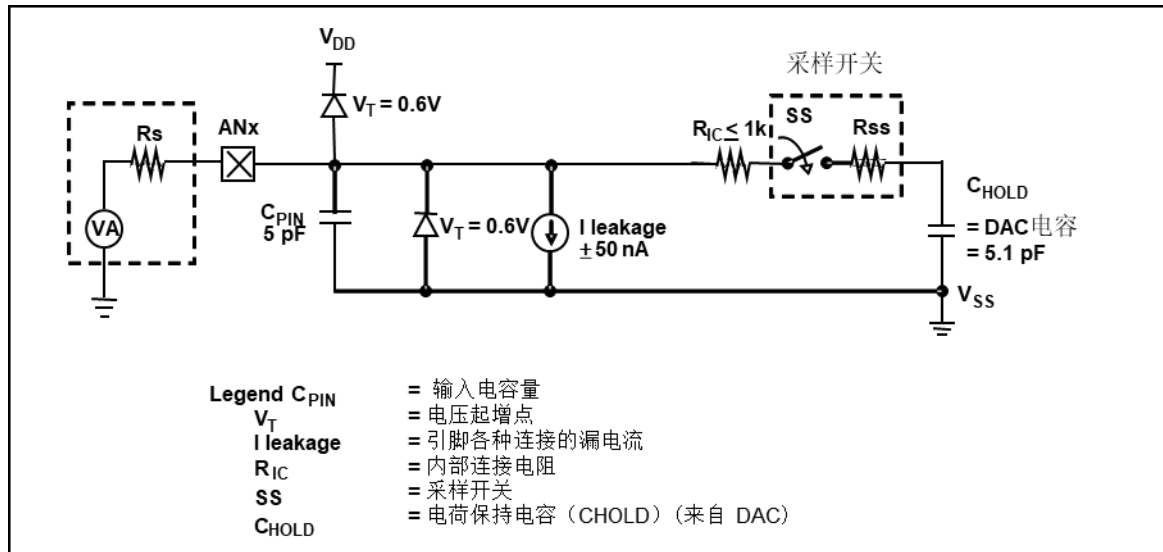 VDD
采样开关
VT = 0.6V
Rs
ANx
RIC ≤ 1k
SS
Rss
VA
CPIN
5 pF
VT = 0.6V
I leakage
± 50 nA
CHOLD
= DAC 电容
= 5.1 pF
VSS
Legend CPIN = 输入电容量
VT = 电压起增点
I leakage = 引脚各种连接的漏电流
RIC = 内部连接电阻
SS = 采样开关
CHOLD = 电荷保持电容（CHOLD）(来自 DAC)